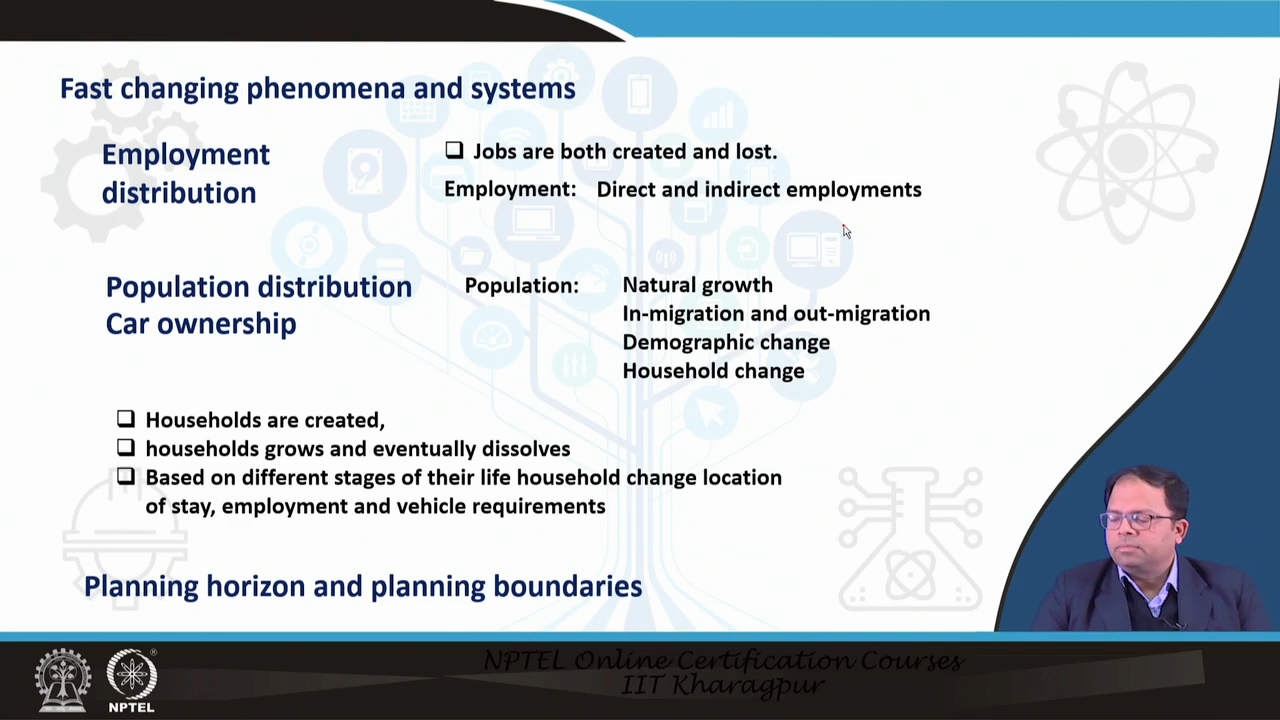 Fast changing phenomena and systems
Employment
distribution
Jobs are both created and lost.
Employment: Direct and indirect employments
Population distribution
Car ownership
Population: Natural growth
In-migration and out-migration
Demographic change
Household change
Households are created,
households grows and eventually dissolves
Based on different stages of their life household change location
of stay, employment and vehicle requirements
Planning horizon and planning boundaries
NPTEL Online Certification Courses
IIT Kharagpur
NPTEL